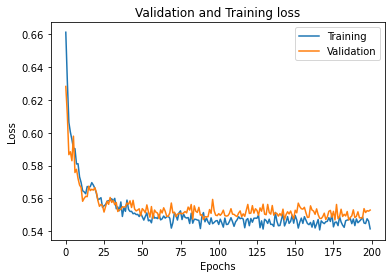 Validation and Training loss
Training
Validation
Loss
0.66
0.64
0.62
0.60
0.58
0.56
0.54
0 25 50 75 100 125 150 175 200
Epochs